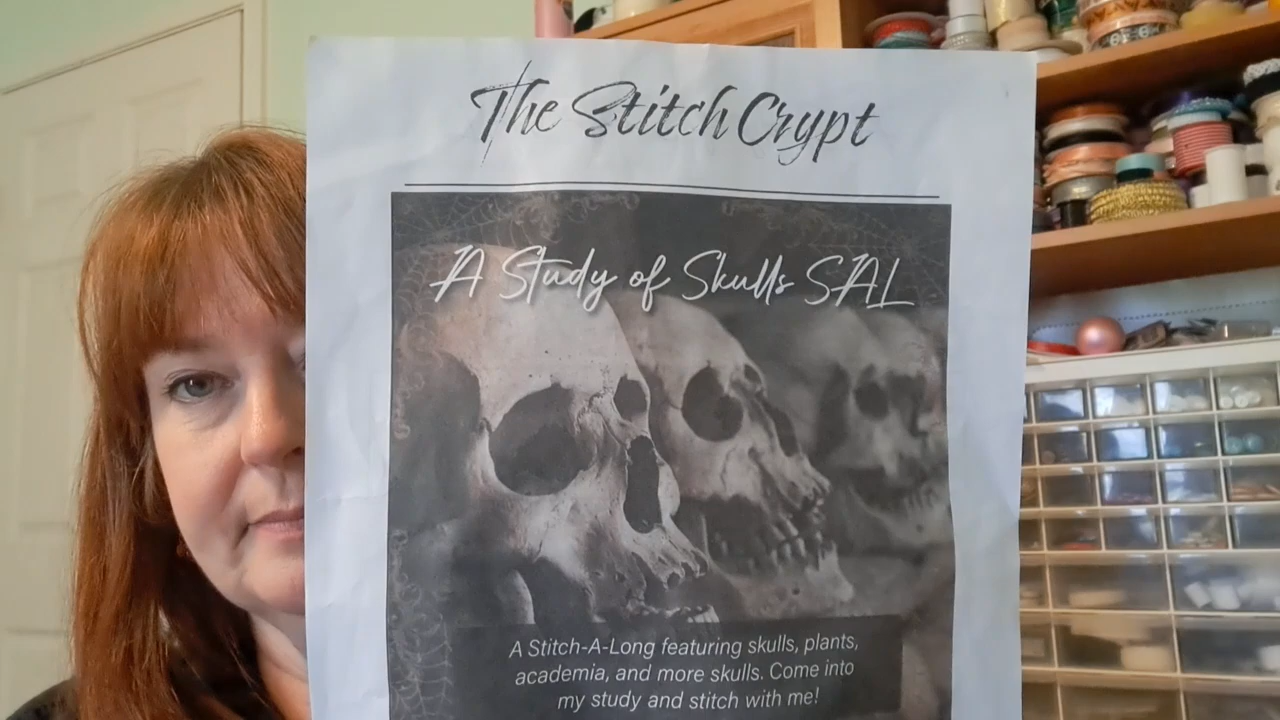 The Stitch Crypt
A Study of Skulls SAL
A Stitch-A-Long featuring skulls, plants,
academia, and more skulls. Come into
my study and stitch with me!